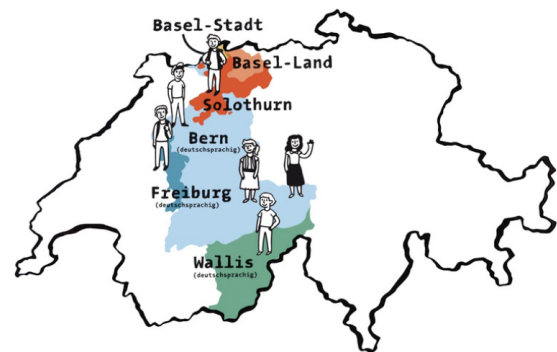 Basel-Stadt
Basel-Land
Solothurn
Bern
(deutschsprachig)
Freiburg
(deutschsprachig)
Wallis
(deutschsprachig)